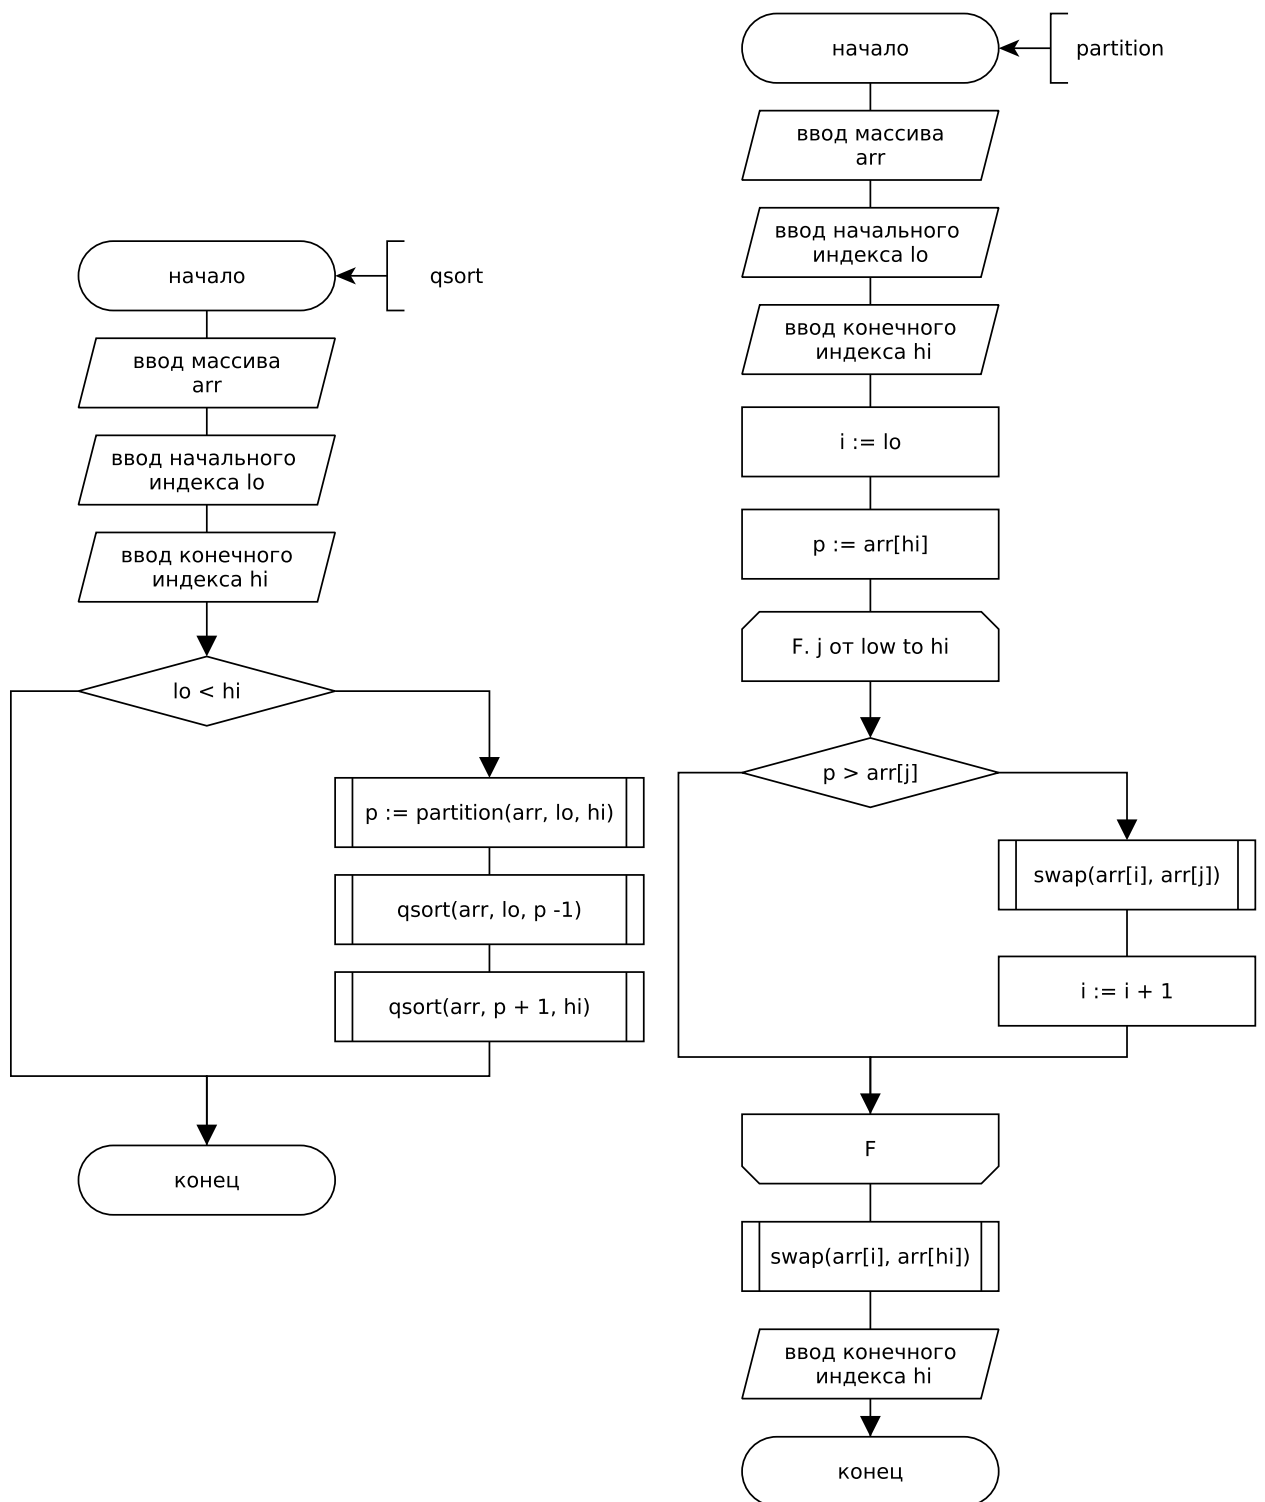 начало
qsort
ввод массива
arr
ввод начального
индекса lo
ввод конечного
индекса hi
lo < hi
p := partition(arr, lo, hi)
qsort(arr, lo, p -1)
qsort(arr, p + 1, hi)
конец
начало
partition
ввод массива
arr
ввод начального
индекса lo
ввод конечного
индекса hi
i := lo
p := arr[hi]
F. j от low to hi
p > arr[j]
swap(arr[i], arr[j])
i := i + 1
F
swap(arr[i], arr[hi])
ввод конечного
индекса hi
конец